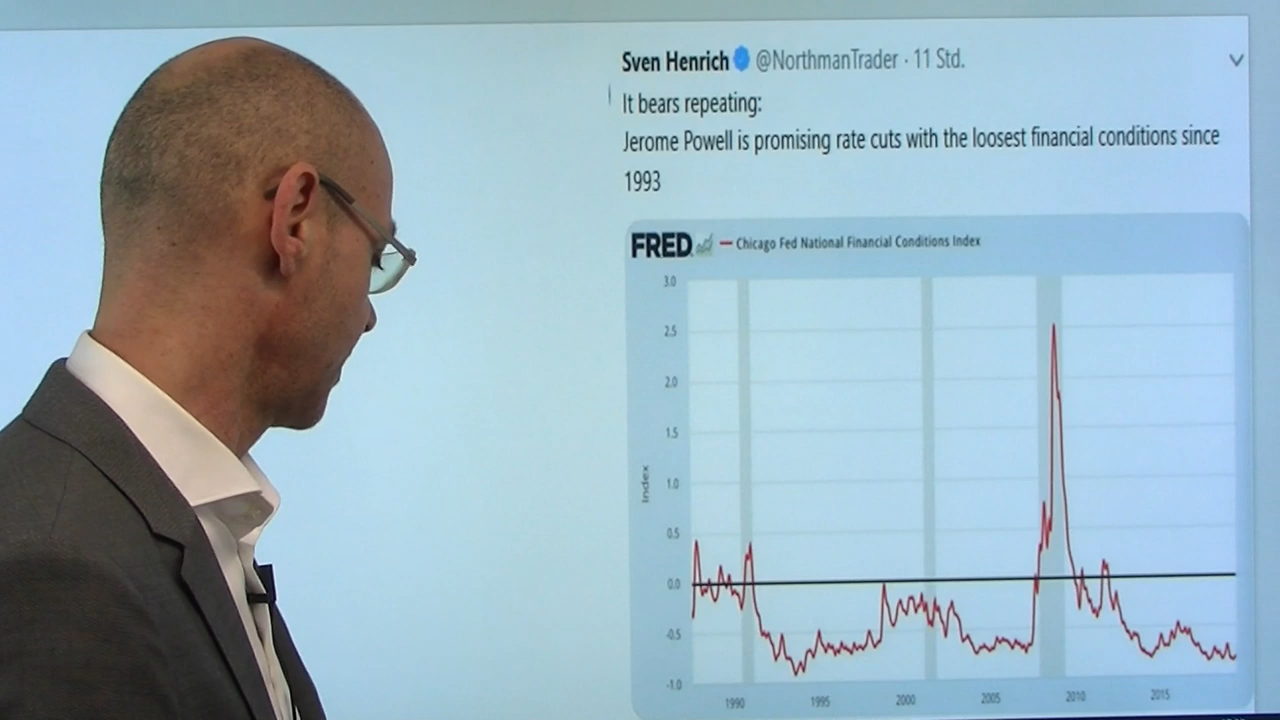 Sven Henrich @NorthmanTrader · 11 Std.
It bears repeating:
Jerome Powell is promising rate cuts with the loosest financial conditions since
1993
FRED — Chicago Fed National Financial Conditions Index
3.0
2.5
2.0
1.5
1.0
0.5
0.0
-0.5
-1.0
Index
1990 1995 2000 2005 2010 2015